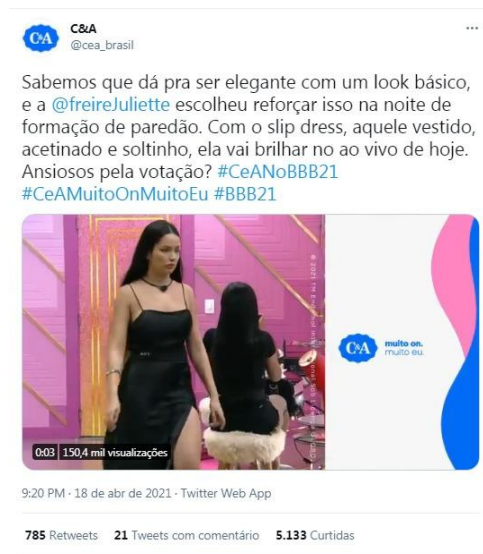 C&A
@cea_brasil
Sabemos que dá pra ser elegante com um look básico,
e a @freireJuliette escolheu reforçar isso na noite de
formação de paredão. Com o slip dress, aquele vestido,
acetinado e soltinho, ela vai brilhar no ao vivo de hoje.
Ansiosos pela votação? #CeANoBBB21
#CeAMuitoOnMuitoEu #BBB21
C&A
muito on.
muito eu.
0:03 150,4 mil visualizações
9:20 PM · 18 de abr de 2021 · Twitter Web App
785 Retweets 21 Tweets com comentário 5.133 Curtidas